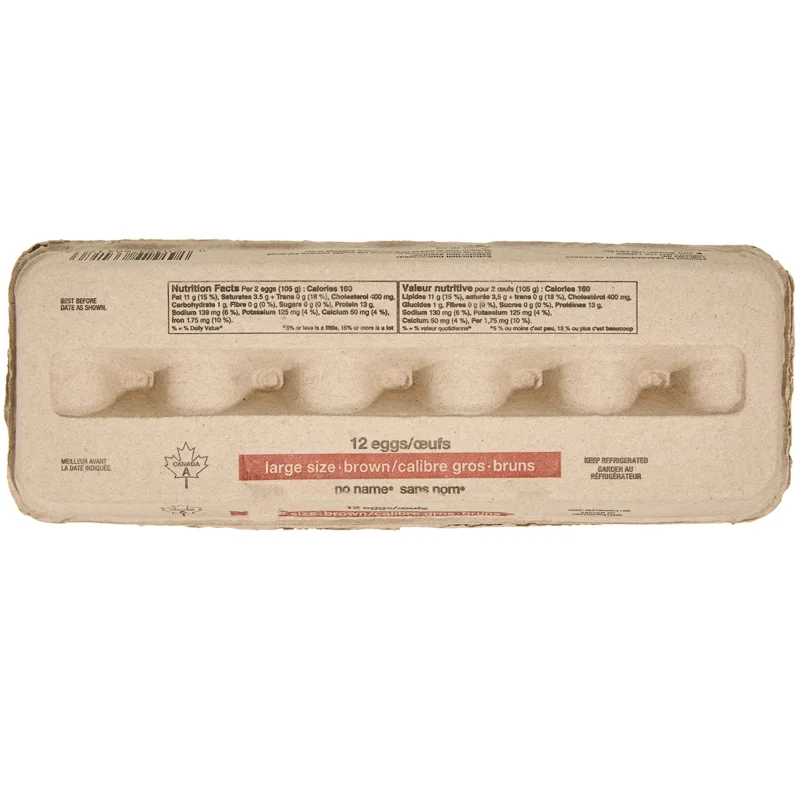 BEST BEFORE
DATE AS SHOWN.
Nutrition Facts Per 2 eggs (105 g) : Calories 160
Fat 11 g (15 %), Saturates 3.5 g + Trans 0 g (18 %), Cholesterol 400 mg,
Carbohydrate 1 g, Fibre 0 g (0 %), Sugars 0 g (0 %), Protein 13 g,
Sodium 130 mg (6 %), Potassium 125 mg (4 %), Calcium 50 mg (4 %),
Iron 1.75 mg (10 %).
% = % Daily Value* *5% or less is a little, 15% or more is a lot
Valeur nutritive pour 2 œufs (105 g) : Calories 160
Lipides 11 g (15 %), saturés 3,5 g + trans 0 g (18 %), Cholestérol 400 mg,
Glucides 1 g, Fibres 0 g (0 %), Sucres 0 g (0 %), Protéines 13 g,
Sodium 130 mg (6 %), Potassium 125 mg (4 %),
Calcium 50 mg (4 %), Fer 1,75 mg (10 %).
% = % valeur quotidienne* *5 % ou moins c'est peu, 15 % ou plus c'est beaucoup
MEILLEUR AVANT
LA DATE INDIQUÉE.
CANADA
A
12 eggs/œufs
large size·brown/calibre gros·bruns
no name® sans nom®
KEEP REFRIGERATED
GARDER AU
RÉFRIGÉRATEUR
12 eggs/œufs
size·brown/calibre gros·bruns